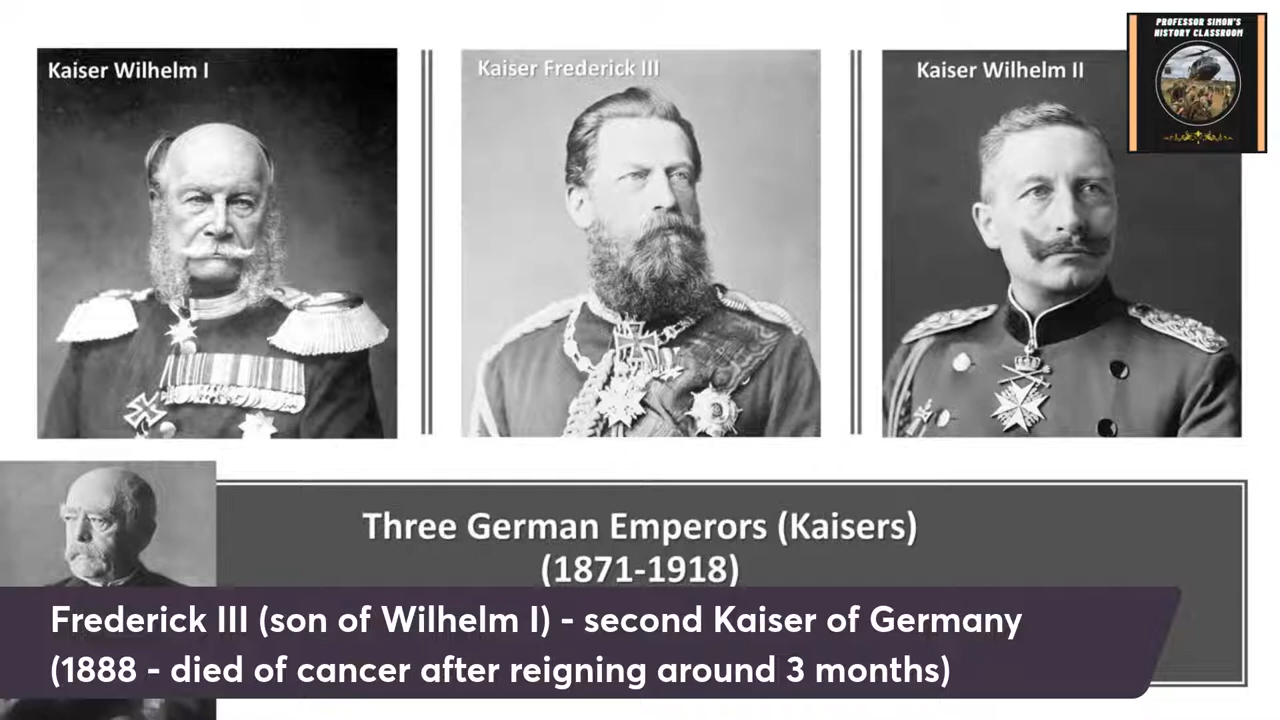 Kaiser Wilhelm I
Kaiser Frederick III
Kaiser Wilhelm II
PROFESSOR SIMON'S
HISTORY CLASSROOM
Three German Emperors (Kaisers)
(1871-1918)
Frederick III (son of Wilhelm I) - second Kaiser of Germany
(1888 - died of cancer after reigning around 3 months)